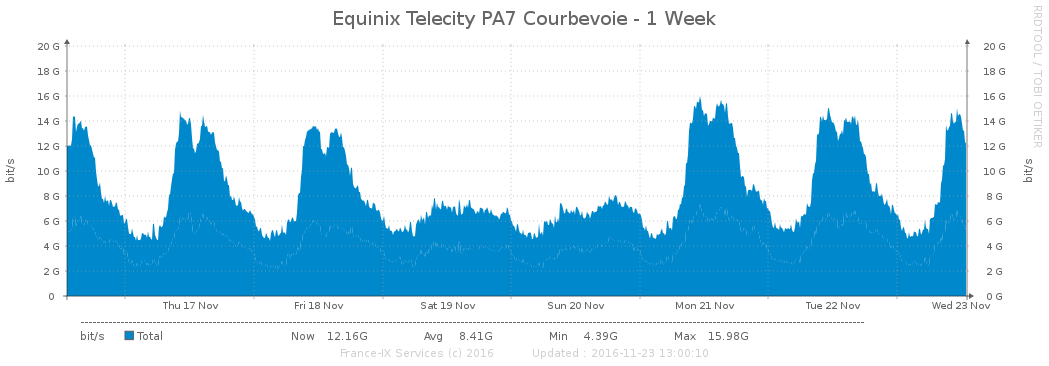 Equinix Telecity PA7 Courbevoie - 1 Week
RRDTOOL / TOBI OETIKER
20 G 20 G
18 G 18 G
16 G 16 G
14 G 14 G
12 G 12 G
10 G 10 G
8 G 8 G
6 G 6 G
4 G 4 G
2 G 2 G
0 0 G
bit/s bit/s
Thu 17 Nov Fri 18 Nov Sat 19 Nov Sun 20 Nov Mon 21 Nov Tue 22 Nov Wed 23 Nov
bit/s Total Now 12.16G Avg 8.41G Min 4.39G Max 15.98G
France-IX Services (c) 2016 Updated : 2016-11-23 13:00:10